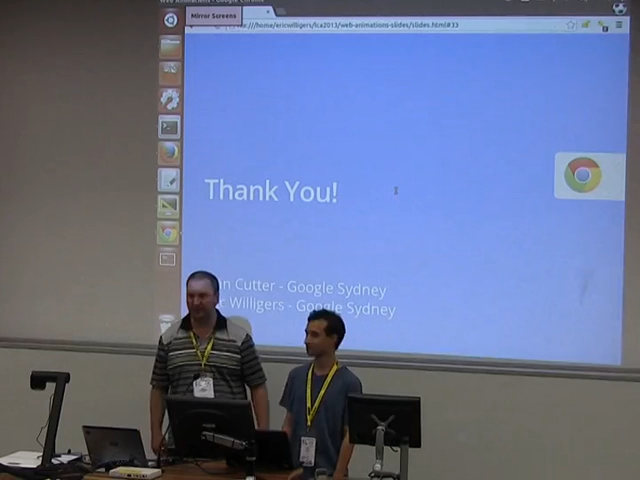 Mirror Screens
///home/ericwilligers/lca2013/web-animations-slides/slides.html#33
Thank You!
Cutter - Google Sydney
Willigers - Google Sydney